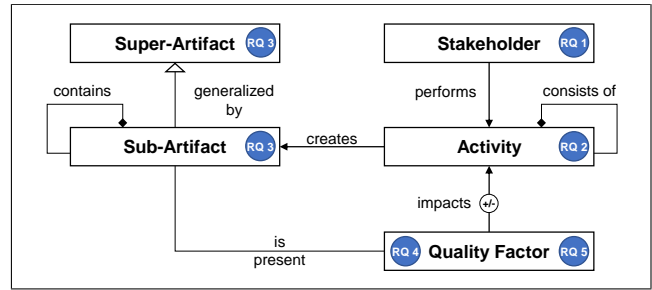 Super-Artifact RQ 3
Stakeholder RQ 1
contains
generalized
by
performs
consists of
Sub-Artifact RQ 3
creates
Activity RQ 2
impacts
+/-
is
present
RQ 4 Quality Factor RQ 5